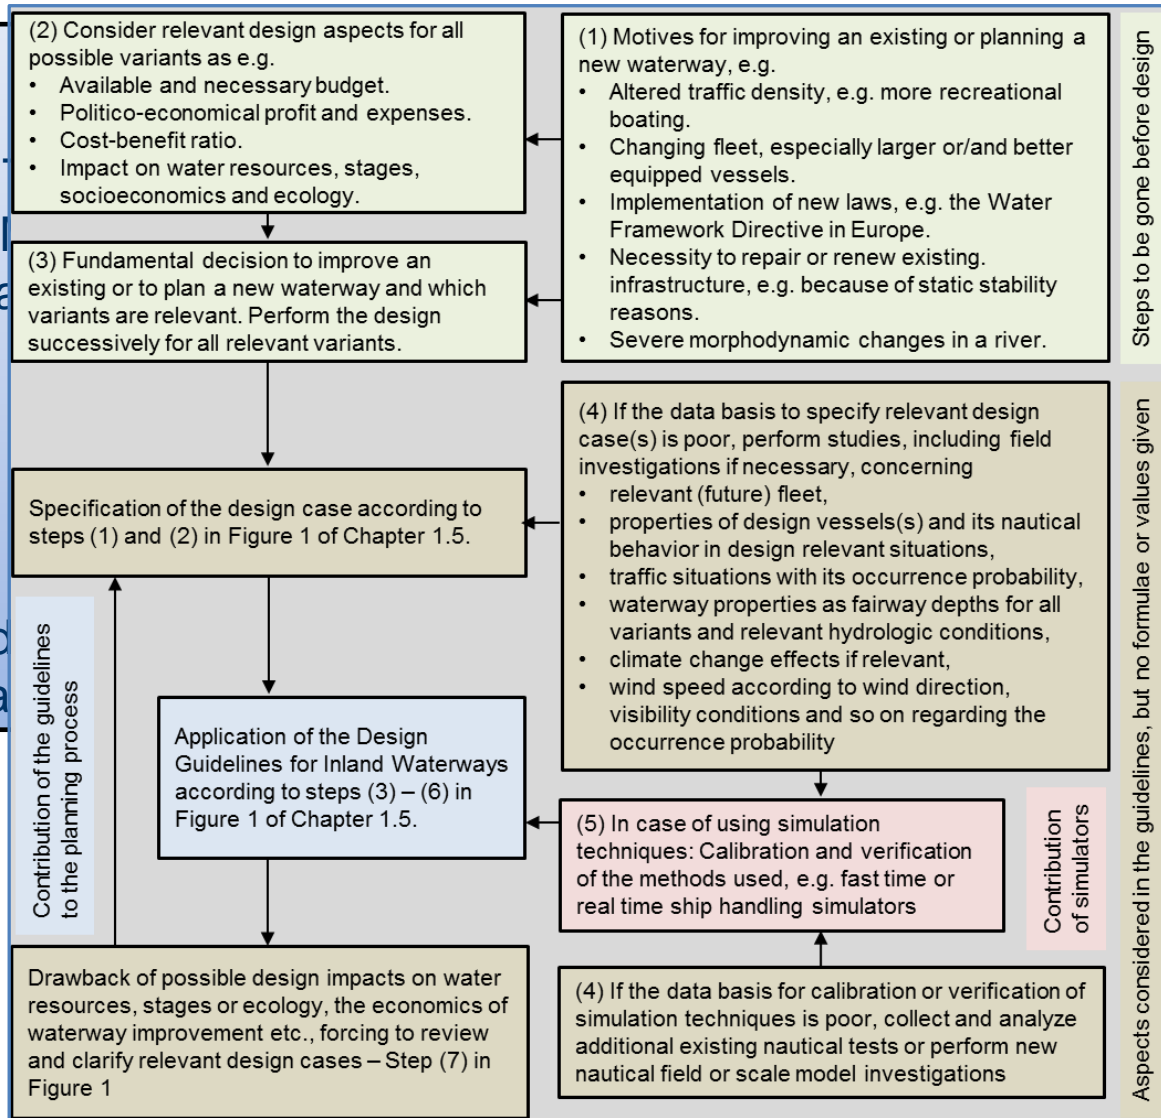 (2) Consider relevant design aspects for all
possible variants as e.g.
• Available and necessary budget.
• Politico-economical profit and expenses.
• Cost-benefit ratio.
• Impact on water resources, stages,
socioeconomics and ecology.
(1) Motives for improving an existing or planning a
new waterway, e.g.
• Altered traffic density, e.g. more recreational
boating.
• Changing fleet, especially larger or/and better
equipped vessels.
• Implementation of new laws, e.g. the Water
Framework Directive in Europe.
• Necessity to repair or renew existing.
infrastructure, e.g. because of static stability
reasons.
• Severe morphodynamic changes in a river.
Steps to be gone before design
(3) Fundamental decision to improve an
existing or to plan a new waterway and which
variants are relevant. Perform the design
successively for all relevant variants.
(4) If the data basis to specify relevant design
case(s) is poor, perform studies, including field
investigations if necessary, concerning
• relevant (future) fleet,
• properties of design vessels(s) and its nautical
behavior in design relevant situations,
• traffic situations with its occurrence probability,
• waterway properties as fairway depths for all
variants and relevant hydrologic conditions,
• climate change effects if relevant,
• wind speed according to wind direction,
visibility conditions and so on regarding the
occurrence probability
Specification of the design case according to
steps (1) and (2) in Figure 1 of Chapter 1.5.
Contribution of the guidelines
to the planning process
Application of the Design
Guidelines for Inland Waterways
according to steps (3) – (6) in
Figure 1 of Chapter 1.5.
(5) In case of using simulation
techniques: Calibration and verification
of the methods used, e.g. fast time or
real time ship handling simulators
Contribution
of simulators
Drawback of possible design impacts on water
resources, stages or ecology, the economics of
waterway improvement etc., forcing to review
and clarify relevant design cases – Step (7) in
Figure 1
(4) If the data basis for calibration or verification of
simulation techniques is poor, collect and analyze
additional existing nautical tests or perform new
nautical field or scale model investigations
Aspects considered in the guidelines, but no formulae or values given